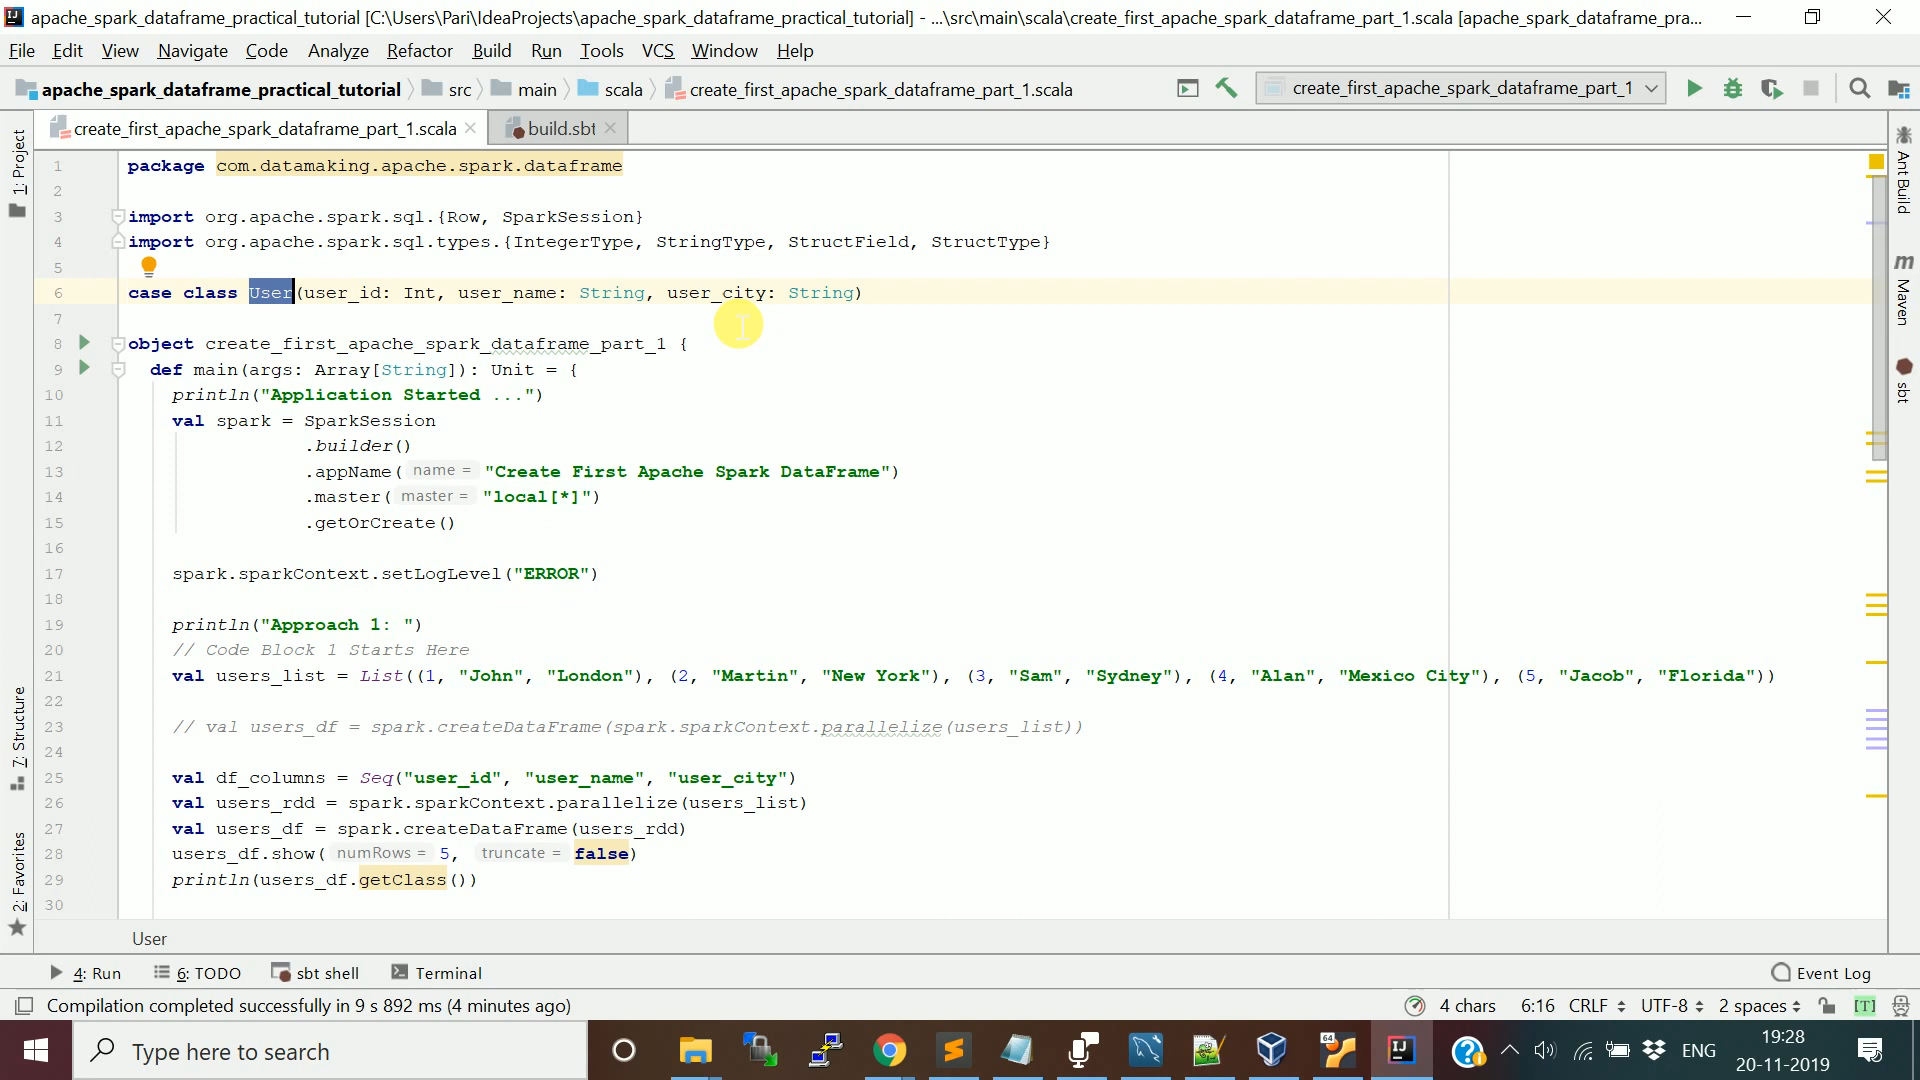 apache_spark_dataframe_practical_tutorial [C:\Users\Pari\IdeaProjects\apache_spark_dataframe_practical_tutorial] - ...\src\main\scala\create_first_apache_spark_dataframe_part_1.scala [apache_spark_dataframe_pra...
File Edit View Navigate Code Analyze Refactor Build Run Tools VCS Window Help
apache_spark_dataframe_practical_tutorial src main scala create_first_apache_spark_dataframe_part_1.scala create_first_apache_spark_dataframe_part_1
create_first_apache_spark_dataframe_part_1.scala build.sbt
1: Project
7: Structure
2: Favorites
1 package com.datamaking.apache.spark.dataframe
2
3 import org.apache.spark.sql.{Row, SparkSession}
4 import org.apache.spark.sql.types.{IntegerType, StringType, StructField, StructType}
5
6 case class User(user_id: Int, user_name: String, user_city: String)
7
8 object create_first_apache_spark_dataframe_part_1 {
9 def main(args: Array[String]): Unit = {
10 println("Application Started ...")
11 val spark = SparkSession
12 .builder()
13 .appName( name = "Create First Apache Spark DataFrame")
14 .master( master = "local[*]")
15 .getOrCreate()
16
17 spark.sparkContext.setLogLevel("ERROR")
18
19 println("Approach 1: ")
20 // Code Block 1 Starts Here
21 val users_list = List((1, "John", "London"), (2, "Martin", "New York"), (3, "Sam", "Sydney"), (4, "Alan", "Mexico City"), (5, "Jacob", "Florida"))
22
23 // val users_df = spark.createDataFrame(spark.sparkContext.parallelize(users_list))
24
25 val df_columns = Seq("user_id", "user_name", "user_city")
26 val users_rdd = spark.sparkContext.parallelize(users_list)
27 val users_df = spark.createDataFrame(users_rdd)
28 users_df.show( numRows = 5, truncate = false)
29 println(users_df.getClass())
30
Ant Build
m Maven
sbt
User
4: Run 6: TODO sbt shell Terminal Event Log
Compilation completed successfully in 9 s 892 ms (4 minutes ago) 4 chars 6:16 CRLF UTF-8 2 spaces [T]
Type here to search 64 IJ ENG 19:28
20-11-2019